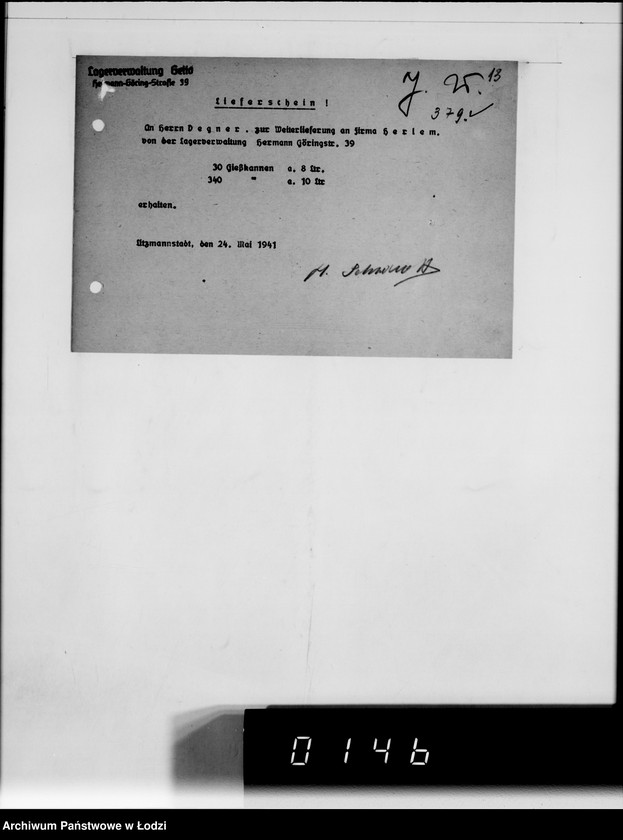 Lagerverwaltung Getto
Hermann-Göring-Straße 39
J. W. 13
379.
Lieferschein !
An Herrn Degner . zur Weiterlieferung an Firma Herlem.
von der Lagerverwaltung Hermann Göringstr. 39
30 Gießkannen a. 8 Ltr.
340 " a. 10 Ltr
erhalten.
Litzmannstadt, den 24. Mai 1941
0146
Archiwum Państwowe w Łodzi